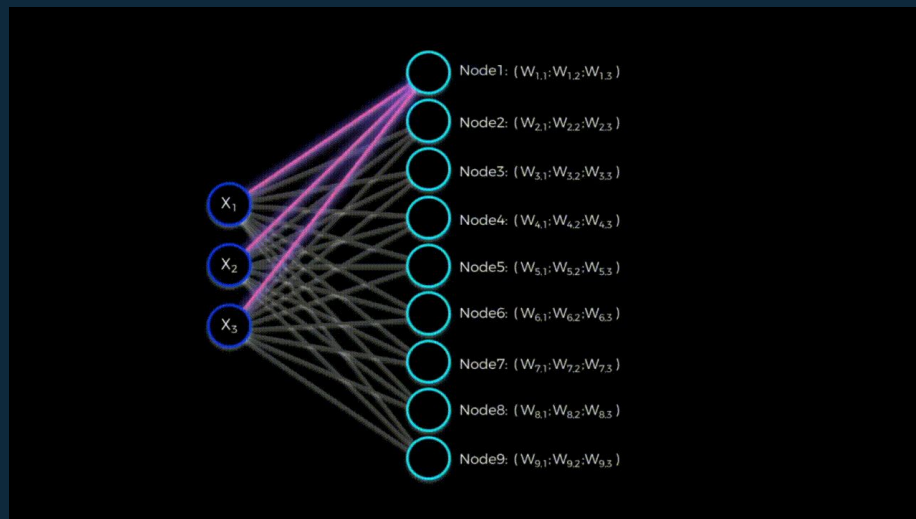 Node1: (W₁,₁;W₁,₂;W₁,₃)
Node2: (W₂,₁;W₂,₂;W₂,₃)
Node3: (W₃,₁;W₃,₂;W₃,₃)
X₁
Node4: (W₄,₁;W₄,₂;W₄,₃)
X₂
Node5: (W₅,₁;W₅,₂;W₅,₃)
Node6: (W₆,₁;W₆,₂;W₆,₃)
X₃
Node7: (W₇,₁;W₇,₂;W₇,₃)
Node8: (W₈,₁;W₈,₂;W₈,₃)
Node9: (W₉,₁;W₉,₂;W₉,₃)